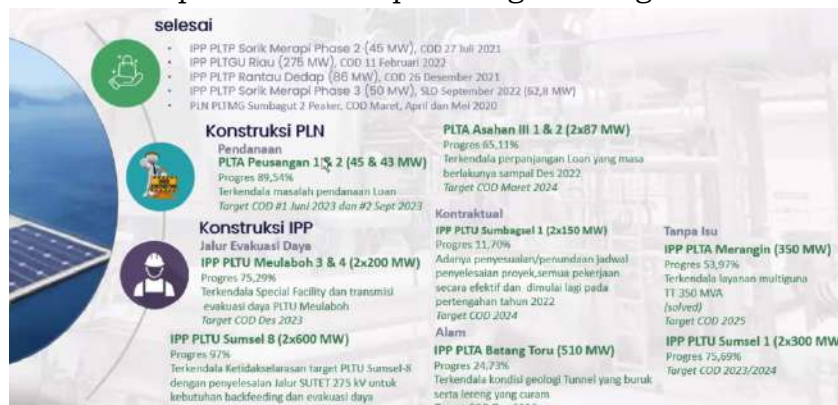 selesai
• IPP PLTP Sorik Merapi Phase 2 (45 MW), COD 27 Juli 2021
• IPP PLTGU Riau (275 MW), COD 11 Februari 2022
• IPP PLTP Rantau Dedap (86 MW), COD 26 Desember 2021
• IPP PLTP Sorik Merapi Phase 3 (50 MW), SLO September 2022 (62,8 MW)
• PLN PLTMG Sumbagut 2 Peaker, COD Maret, April dan Mei 2020
Konstruksi PLN
Pendanaan
PLTA Peusangan 1 & 2 (45 & 43 MW)
Progres 89,54%
Terkendala masalah pendanaan Loan
Target COD #1 Juni 2023 dan #2 Sept 2023
PLTA Asahan III 1 & 2 (2x87 MW)
Progres 65,11%
Terkendala perpanjangan Loan yang masa
berlakunya sampai Des 2022
Target COD Maret 2024
Konstruksi IPP
Jalur Evakuasi Daya
IPP PLTU Meulaboh 3 & 4 (2x200 MW)
Progres 75,29%
Terkendala Special Facility dan transmisi
evakuasi daya PLTU Meulaboh
Target COD Des 2023
IPP PLTU Sumsel 8 (2x600 MW)
Progres 97%
Terkendala Ketidakselarasan target PLTU Sumsel-8
dengan penyelesaian Jalur SUTET 275 kV untuk
kebutuhan backfeeding dan evakuasi daya
Kontraktual
IPP PLTU Sumbagsel 1 (2x150 MW)
Progres 11,70%
Adanya penyesuaian/penundaan jadwal
penyelesaian proyek,semua pekerjaan
secara efektif dan dimulai lagi pada
pertengahan tahun 2022
Target COD 2024
Alam
IPP PLTA Batang Toru (510 MW)
Progres 24,73%
Terkendala kondisi geologi Tunnel yang buruk
serta lereng yang curam
Tanpa Isu
IPP PLTA Merangin (350 MW)
Progres 53,97%
Terkendala layanan multiguna
TT 350 MVA
(solved)
Target COD 2025
IPP PLTU Sumsel 1 (2x300 MW
Progres 75,69%
Target COD 2023/2024